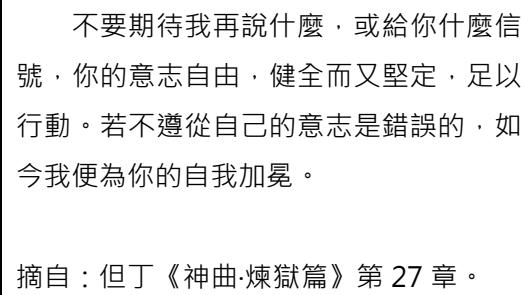 不要期待我再說什麼，或給你什麼信
號，你的意志自由，健全而又堅定，足以
行動。若不遵從自己的意志是錯誤的，如
今我便為你的自我加冕。
摘自：但丁《神曲·煉獄篇》第 27 章。